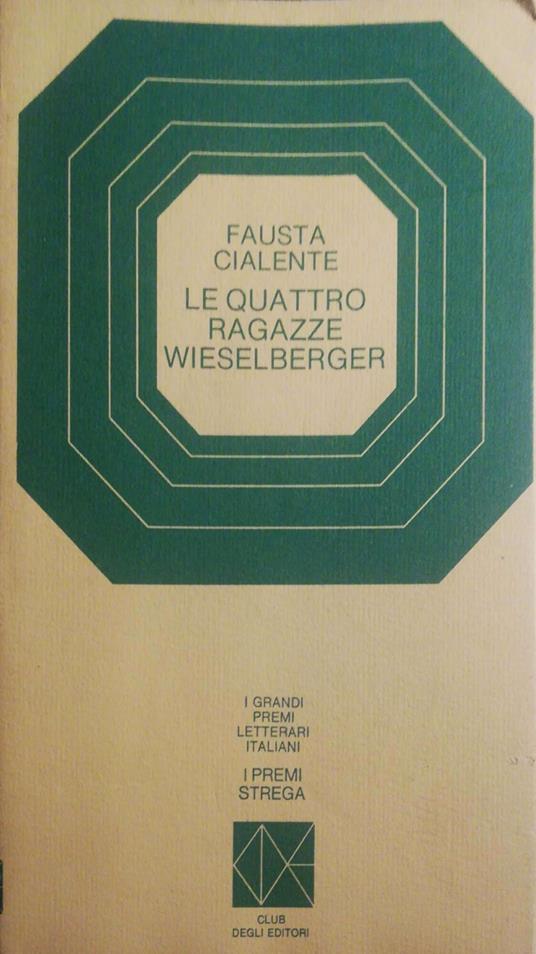 FAUSTA
CIALENTE
LE QUATTRO
RAGAZZE
WIESELBERGER
I GRANDI
PREMI
LETTERARI
ITALIANI
I PREMI
STREGA
CLUB
DEGLI EDITORI